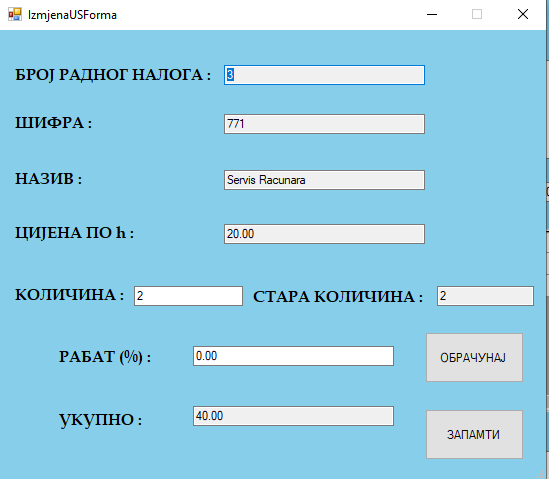 IzmjenaUSForma
БРОЈ РАДНОГ НАЛОГА : 3
ШИФРА : 771
НАЗИВ : Servis Racunara
ЦИЈЕНА ПО h : 20.00
КОЛИЧИНА : 2 СТАРА КОЛИЧИНА : 2
РАБАТ (%) : 0.00 ОБРАЧУНАЈ
УКУПНО : 40.00 ЗАПАМТИ